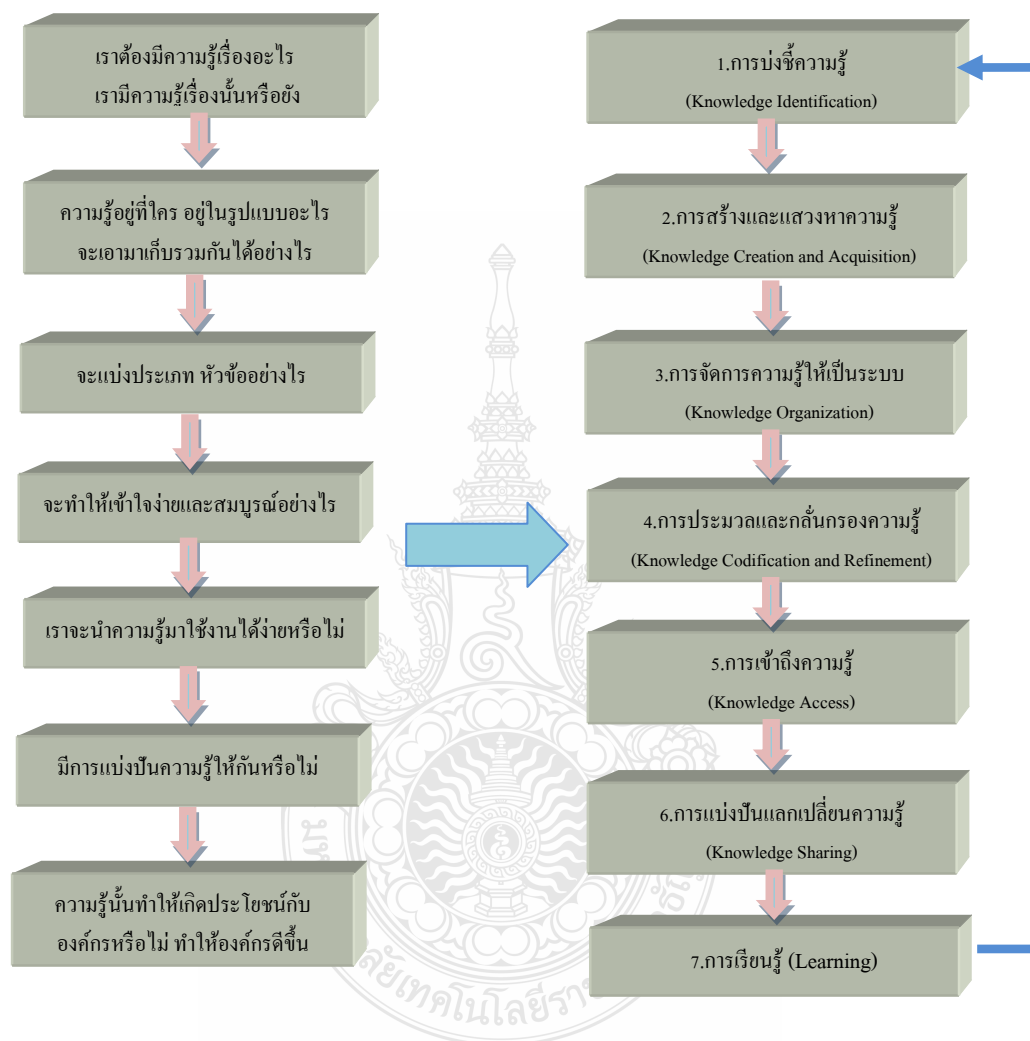 เราต้องมีความรู้เรื่องอะไร
เรามีความรู้เรื่องนั้นหรือยัง
ความรู้อยู่ที่ใคร อยู่ในรูปแบบอะไร
จะเอามาเก็บรวมกันได้อย่างไร
จะแบ่งประเภท หัวข้ออย่างไร
จะทำให้เข้าใจง่ายและสมบูรณ์อย่างไร
เราจะนำความรู้มาใช้งานได้ง่ายหรือไม่
มีการแบ่งปันความรู้ให้กันหรือไม่
ความรู้นั้นทำให้เกิดประโยชน์กับ
องค์กรหรือไม่ ทำให้องค์กรดีขึ้น
1.การบ่งชี้ความรู้
(Knowledge Identification)
2.การสร้างและแสวงหาความรู้
(Knowledge Creation and Acquisition)
3.การจัดการความรู้ให้เป็นระบบ
(Knowledge Organization)
4.การประมวลและกลั่นกรองความรู้
(Knowledge Codification and Refinement)
5.การเข้าถึงความรู้
(Knowledge Access)
6.การแบ่งปันแลกเปลี่ยนความรู้
(Knowledge Sharing)
7.การเรียนรู้ (Learning)